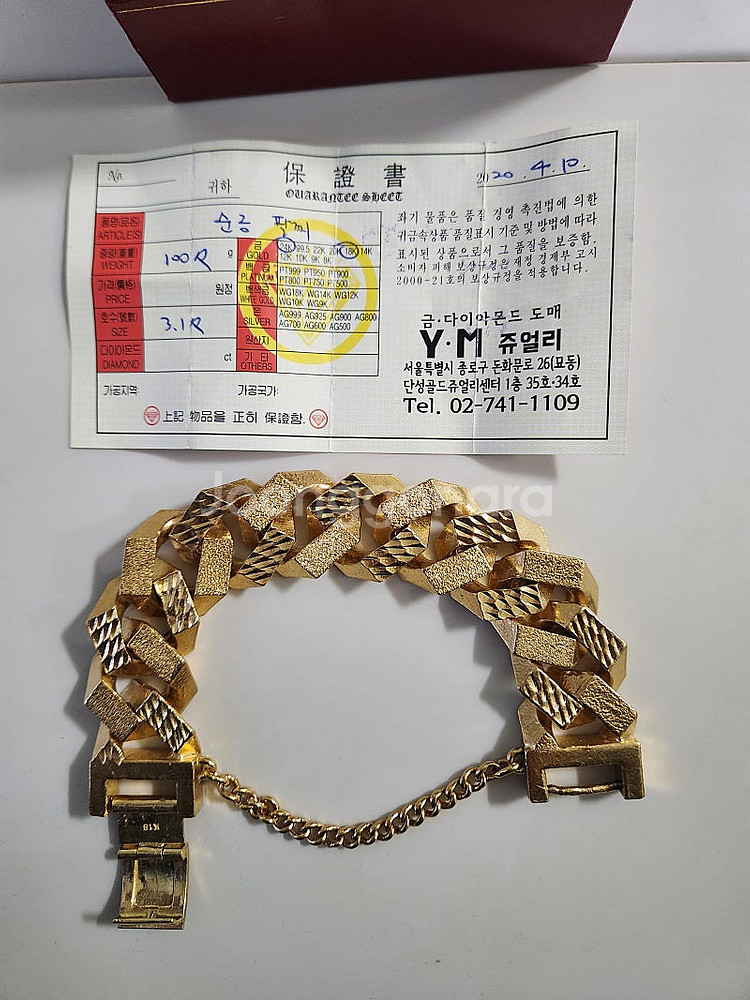 No.
귀하
保證書
GUARANTEE SHEET
2020. 4. 10.
품명(品名)
ARTICLE(S)
순금 팔찌
중량(重量)
WEIGHT
100
g
가격(價格)
PRICE
원정
호수(號數)
SIZE
3.1
다이아몬드
DIAMOND
ct
금
GOLD
24K 99.5 22K 20K 18K 14K
12K 10K 9K 8K
백금
PLATINUM
PT999 PT950 PT900
PT800 PT750 PT500
백색금
WHITE GOLD
WG18K WG14K WG12K
WG10K WG9K
은
SILVER
AG999 AG925 AG900 AG800
AG700 AG600 AG500
원산지
기타
OTHERS
가공지역:
가공국가:
上記 物品을 正히 保證함.
좌기 물품은 품질 경영 촉진법에 의한
귀금속상품 품질표시 기준 및 방법에 따라
표시된 상품으로서 그 품질을 보증함.
소비자 피해 보상규정은 재정 경제부 고시
2000-21호의 보상규정을 적용합니다.
금·다이아몬드 도매
Y·M 쥬얼리
서울특별시 종로구 돈화문로 26(묘동)
단성골드쥬얼리센터 1층 35호·34호
Tel. 02-741-1109
Joonggonara
K18